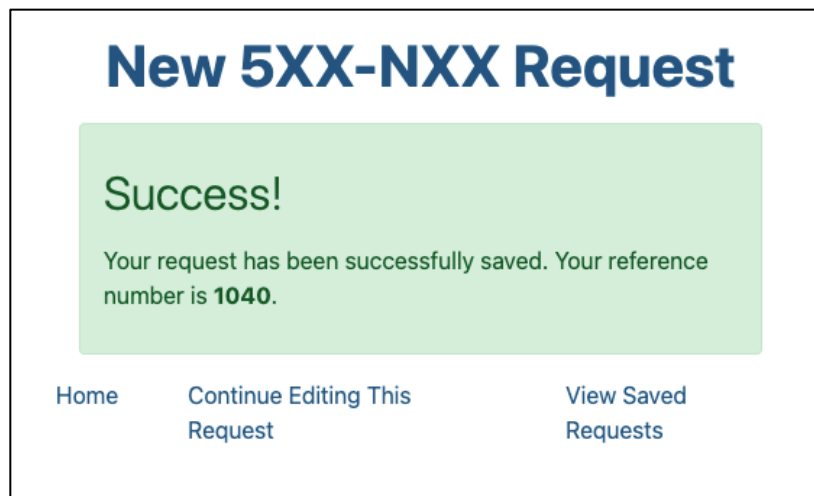 New 5XX-NXX Request
Success!
Your request has been successfully saved. Your reference
number is 1040.
Home
Continue Editing This
Request
View Saved
Requests